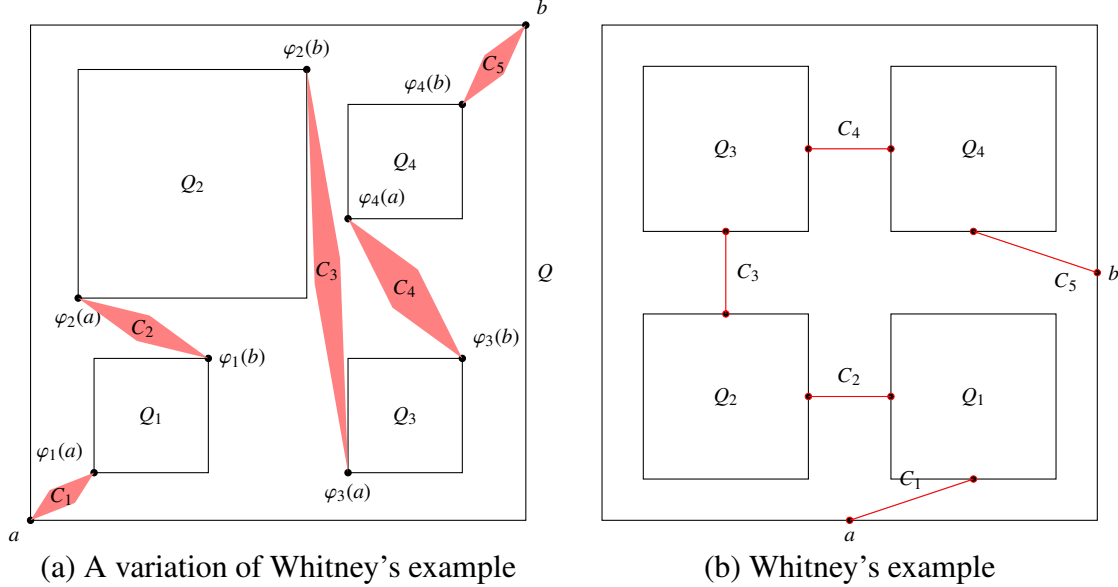 b
φ₂(b)
C₅
φ₄(b)
Q₂
Q₄
φ₄(a)
C₃
C₄
Q
φ₂(a)
C₂
φ₁(b)
φ₃(b)
Q₁
Q₃
φ₁(a)
C₁
φ₃(a)
a
(a) A variation of Whitney's example
Q₃
C₄
Q₄
C₃
C₅
b
C₂
Q₂
Q₁
C₁
a
(b) Whitney's example